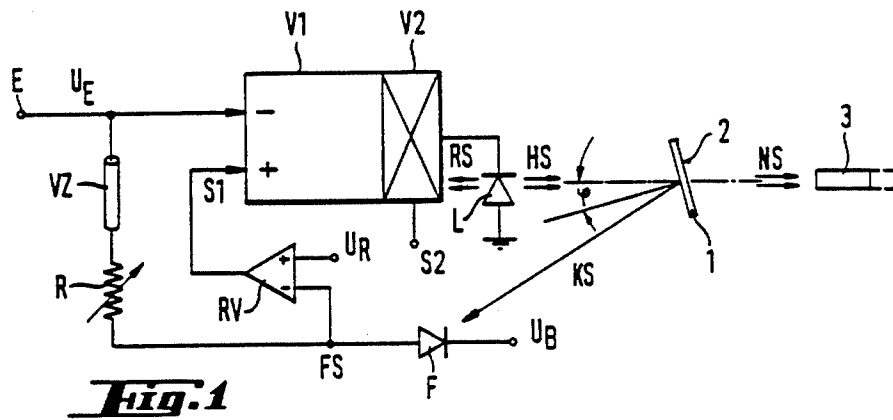 V1 V2
E U_E
−
+
S1
VZ
R
RV
U_R
+
−
S2
RS HS
L
φ
2
NS
3
1
KS
FS
F
U_B
Fig. 1